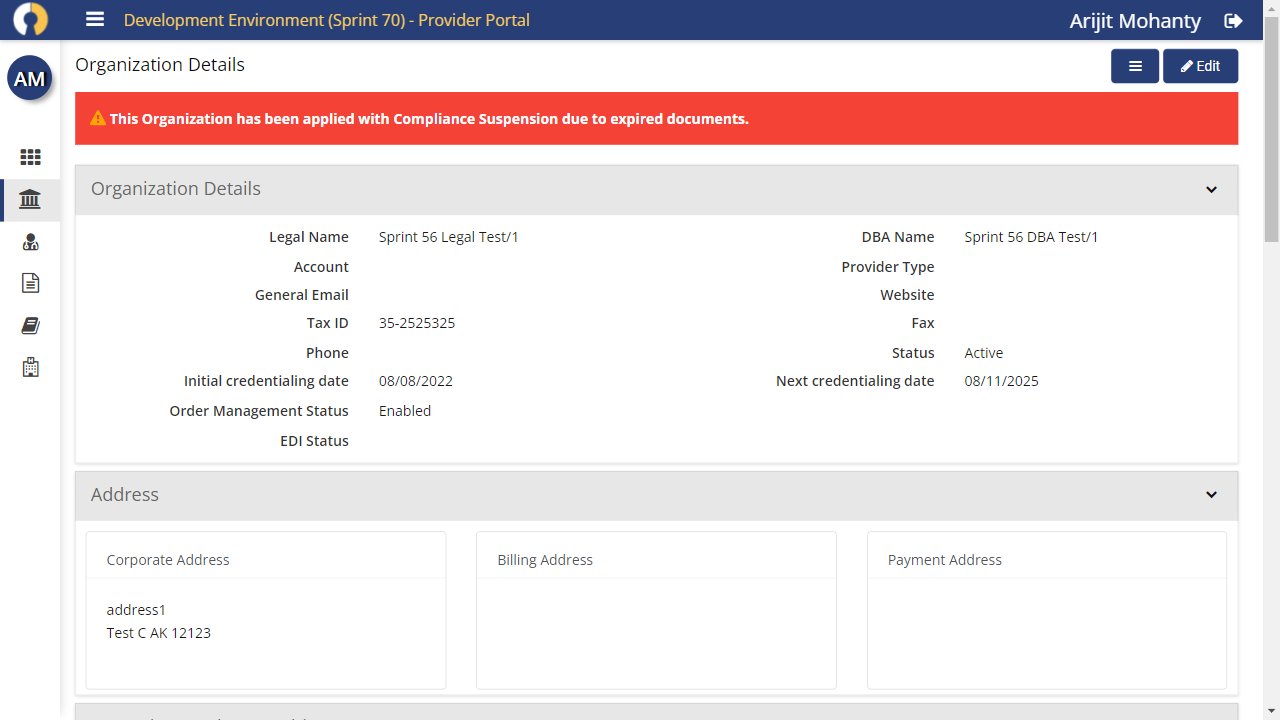 Development Environment (Sprint 70) - Provider Portal
Arijit Mohanty
AM
Organization Details
Edit
This Organization has been applied with Compliance Suspension due to expired documents.
Organization Details
Legal Name Sprint 56 Legal Test/1 DBA Name Sprint 56 DBA Test/1
Account Provider Type
General Email Website
Tax ID 35-2525325 Fax
Phone Status Active
Initial credentialing date 08/08/2022 Next credentialing date 08/11/2025
Order Management Status Enabled
EDI Status
Address
Corporate Address Billing Address Payment Address
address1
Test C AK 12123